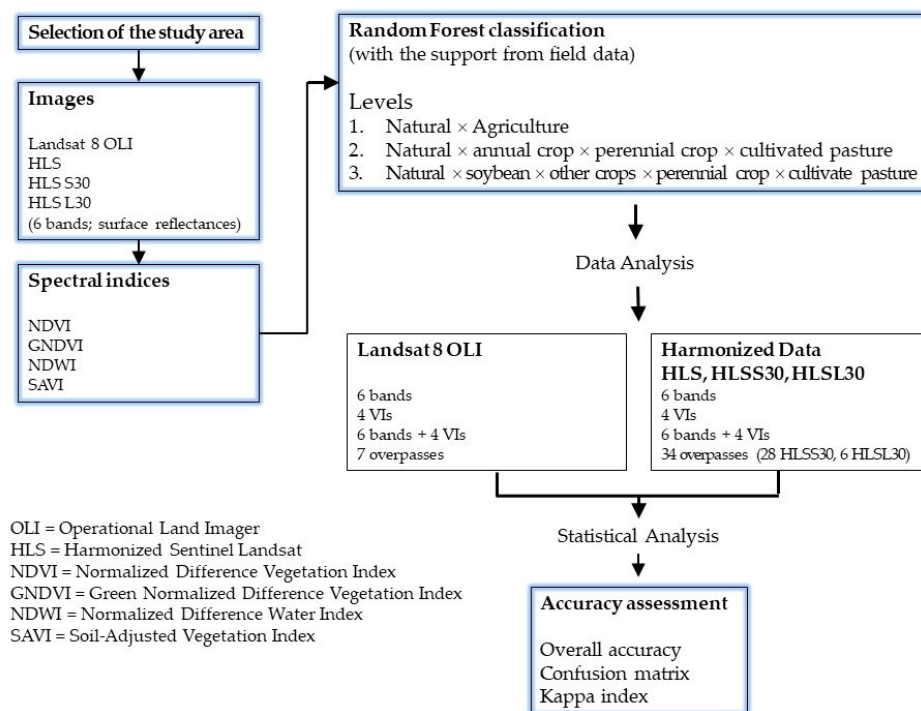 Selection of the study area
Images
Landsat 8 OLI
HLS
HLS S30
HLS L30
(6 bands; surface reflectances)
Spectral indices
NDVI
GNDVI
NDWI
SAVI
Random Forest classification
(with the support from field data)
Levels
1. Natural × Agriculture
2. Natural × annual crop × perennial crop × cultivated pasture
3. Natural × soybean × other crops × perennial crop × cultivate pasture
Data Analysis
Landsat 8 OLI
6 bands
4 VIs
6 bands + 4 VIs
7 overpasses
Harmonized Data
HLS, HLSS30, HLSL30
6 bands
4 VIs
6 bands + 4 VIs
34 overpasses (28 HLSS30, 6 HLSL30)
Statistical Analysis
Accuracy assessment
Overall accuracy
Confusion matrix
Kappa index
OLI = Operational Land Imager
HLS = Harmonized Sentinel Landsat
NDVI = Normalized Difference Vegetation Index
GNDVI = Green Normalized Difference Vegetation Index
NDWI = Normalized Difference Water Index
SAVI = Soil-Adjusted Vegetation Index